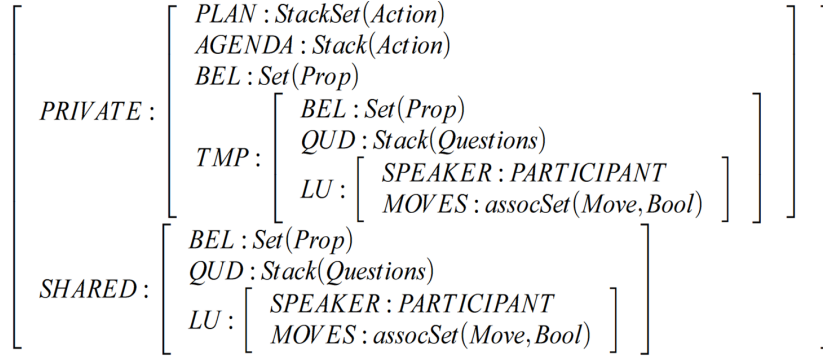 PLAN : StackSet(Action)
AGENDA : Stack(Action)
BEL : Set(Prop)
PRIVATE :
BEL : Set(Prop)
QUD : Stack(Questions)
TMP :
SPEAKER : PARTICIPANT
LU :
MOVES : assocSet(Move, Bool)
BEL : Set(Prop)
QUD : Stack(Questions)
SHARED :
SPEAKER : PARTICIPANT
LU :
MOVES : assocSet(Move, Bool)